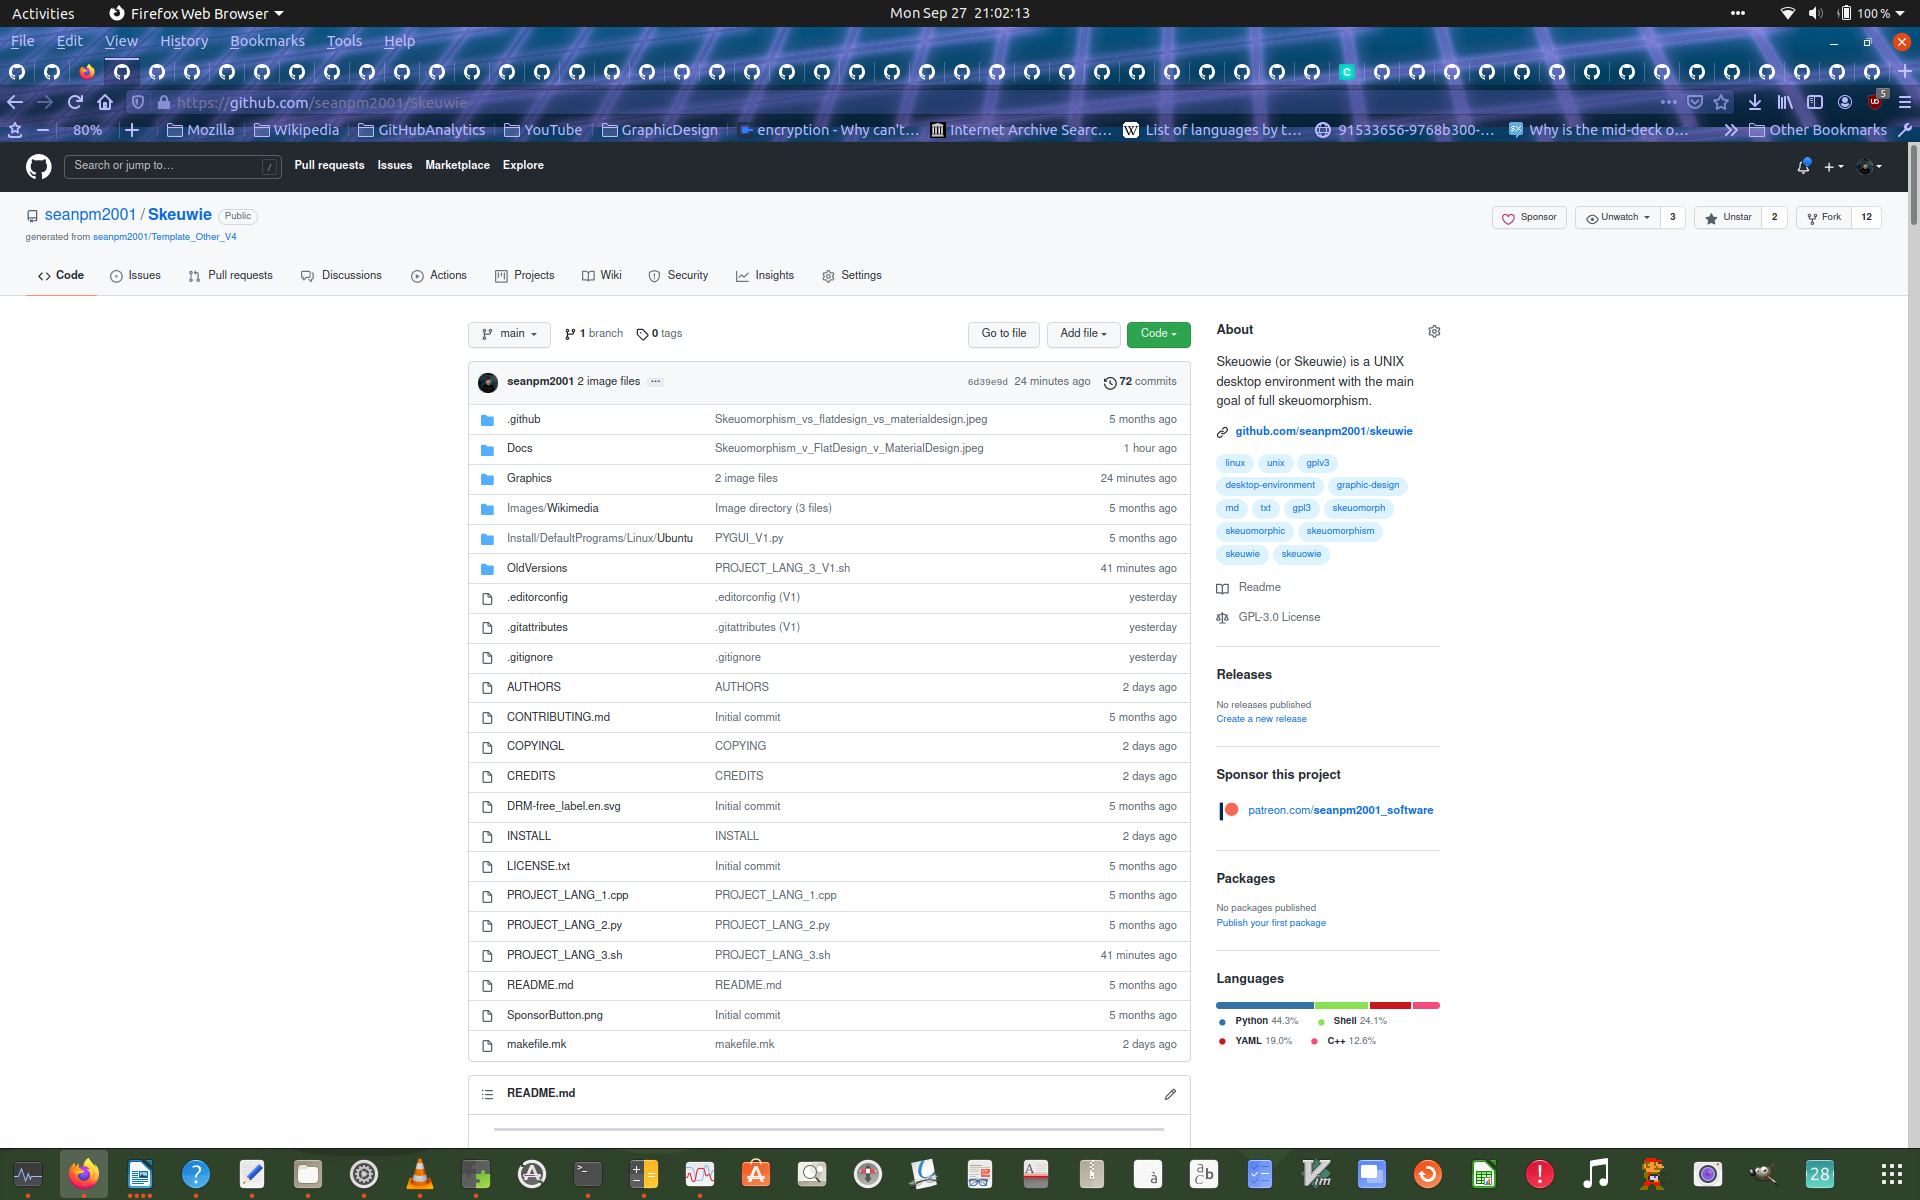 Activities Firefox Web Browser Mon Sep 27 21:02:13 100 %
File Edit View History Bookmarks Tools Help
C
https://github.com/seanpm2001/Skeuwie 5
80% Mozilla Wikipedia GitHubAnalytics YouTube GraphicDesign encryption - Why can't… Internet Archive Searc… W List of languages by t… 91533656-9768b300-… Why is the mid-deck o… Other Bookmarks
Search or jump to… / Pull requests Issues Marketplace Explore
seanpm2001 / Skeuwie Public Sponsor Unwatch 3 Unstar 2 Fork 12
generated from seanpm2001/Template_Other_V4
Code Issues Pull requests Discussions Actions Projects Wiki Security Insights Settings
main 1 branch 0 tags Go to file Add file Code
seanpm2001 2 image files … 6d39e9d 24 minutes ago 72 commits
.github Skeuomorphism_vs_flatdesign_vs_materialdesign.jpeg 5 months ago
Docs Skeuomorphism_v_FlatDesign_v_MaterialDesign.jpeg 1 hour ago
Graphics 2 image files 24 minutes ago
Images/Wikimedia Image directory (3 files) 5 months ago
Install/DefaultPrograms/Linux/Ubuntu PYGUI_V1.py 5 months ago
OldVersions PROJECT_LANG_3_V1.sh 41 minutes ago
.editorconfig .editorconfig (V1) yesterday
.gitattributes .gitattributes (V1) yesterday
.gitignore .gitignore yesterday
AUTHORS AUTHORS 2 days ago
CONTRIBUTING.md Initial commit 5 months ago
COPYINGL COPYING 2 days ago
CREDITS CREDITS 2 days ago
DRM-free_label.en.svg Initial commit 5 months ago
INSTALL INSTALL 2 days ago
LICENSE.txt Initial commit 5 months ago
PROJECT_LANG_1.cpp PROJECT_LANG_1.cpp 5 months ago
PROJECT_LANG_2.py PROJECT_LANG_2.py 5 months ago
PROJECT_LANG_3.sh PROJECT_LANG_3.sh 41 minutes ago
README.md README.md 5 months ago
SponsorButton.png Initial commit 5 months ago
makefile.mk makefile.mk 2 days ago
README.md
About
Skeuowie (or Skeuwie) is a UNIX
desktop environment with the main
goal of full skeuomorphism.
github.com/seanpm2001/skeuwie
linux unix gplv3
desktop-environment graphic-design
md txt gpl3 skeuomorph
skeuomorphic skeuomorphism
skeuwie skeuowie
Readme
GPL-3.0 License
Releases
No releases published
Create a new release
Sponsor this project
patreon.com/seanpm2001_software
Packages
No packages published
Publish your first package
Languages
Python 44.3% Shell 24.1%
YAML 19.0% C++ 12.6%
28